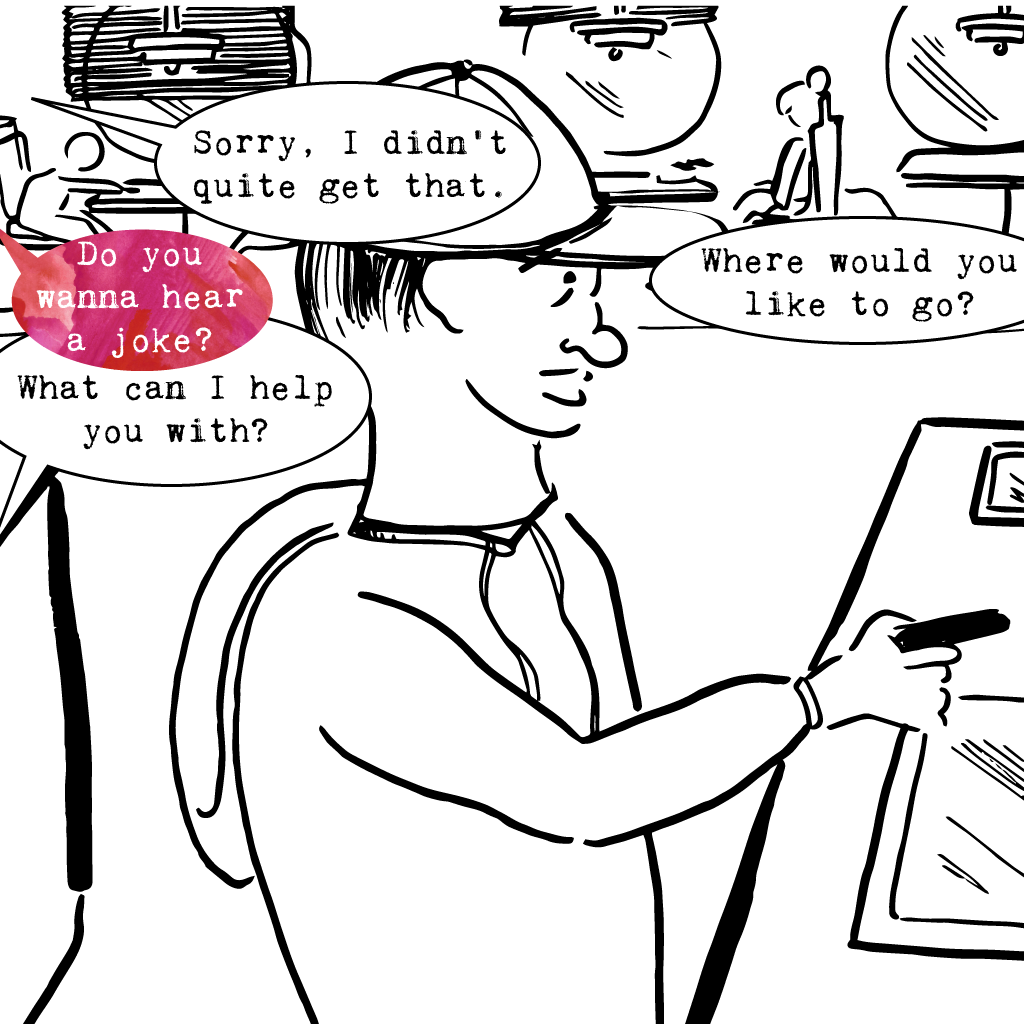 Sorry, I didn't
quite get that.
Do you
wanna hear
a joke?
Where would you
like to go?
What can I help
you with?